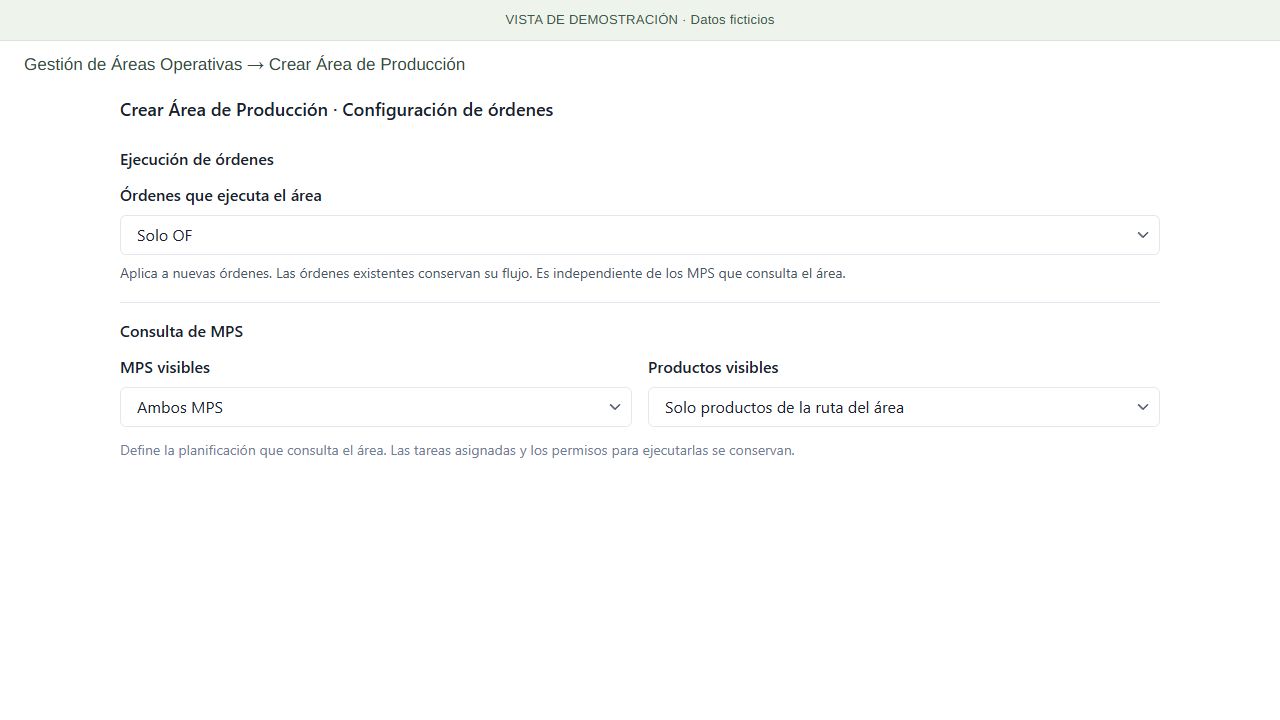 VISTA DE DEMOSTRACIÓN · Datos ficticios
Gestión de Áreas Operativas → Crear Área de Producción
Crear Área de Producción · Configuración de órdenes
Ejecución de órdenes
Órdenes que ejecuta el área
Solo OF
Aplica a nuevas órdenes. Las órdenes existentes conservan su flujo. Es independiente de los MPS que consulta el área.
Consulta de MPS
MPS visibles
Productos visibles
Ambos MPS
Solo productos de la ruta del área
Define la planificación que consulta el área. Las tareas asignadas y los permisos para ejecutarlas se conservan.